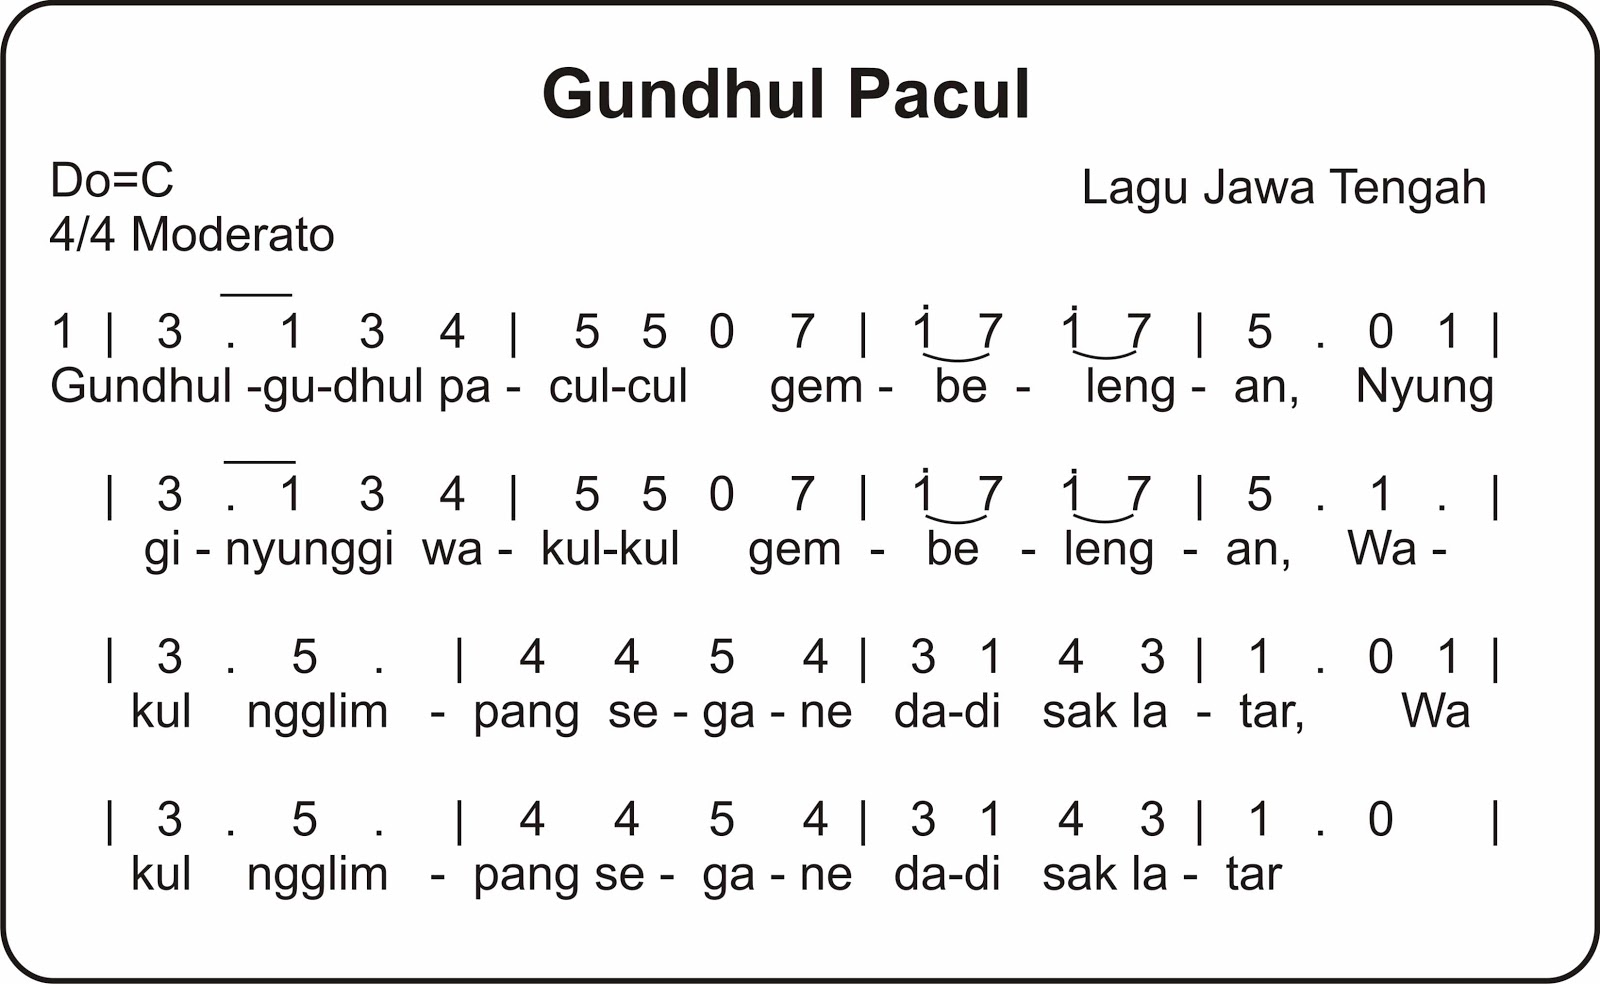 Gundhul Pacul
Do=C
Lagu Jawa Tengah
4/4 Moderato
1 | 3 . 1 3 4 | 5 5 0 7 | 1̇ 7 1̇ 7 | 5 . 0 1 |
Gundhul -gu-dhul pa - cul-cul gem - be - leng - an, Nyung
| 3 . 1 3 4 | 5 5 0 7 | 1̇ 7 1̇ 7 | 5 . 1 . |
gi - nyunggi wa - kul-kul gem - be - leng - an, Wa -
| 3 . 5 . | 4 4 5 4 | 3 1 4 3 | 1 . 0 1 |
kul ngglim - pang se - ga - ne da-di sak la - tar, Wa
| 3 . 5 . | 4 4 5 4 | 3 1 4 3 | 1 . 0 |
kul ngglim - pang se - ga - ne da-di sak la - tar